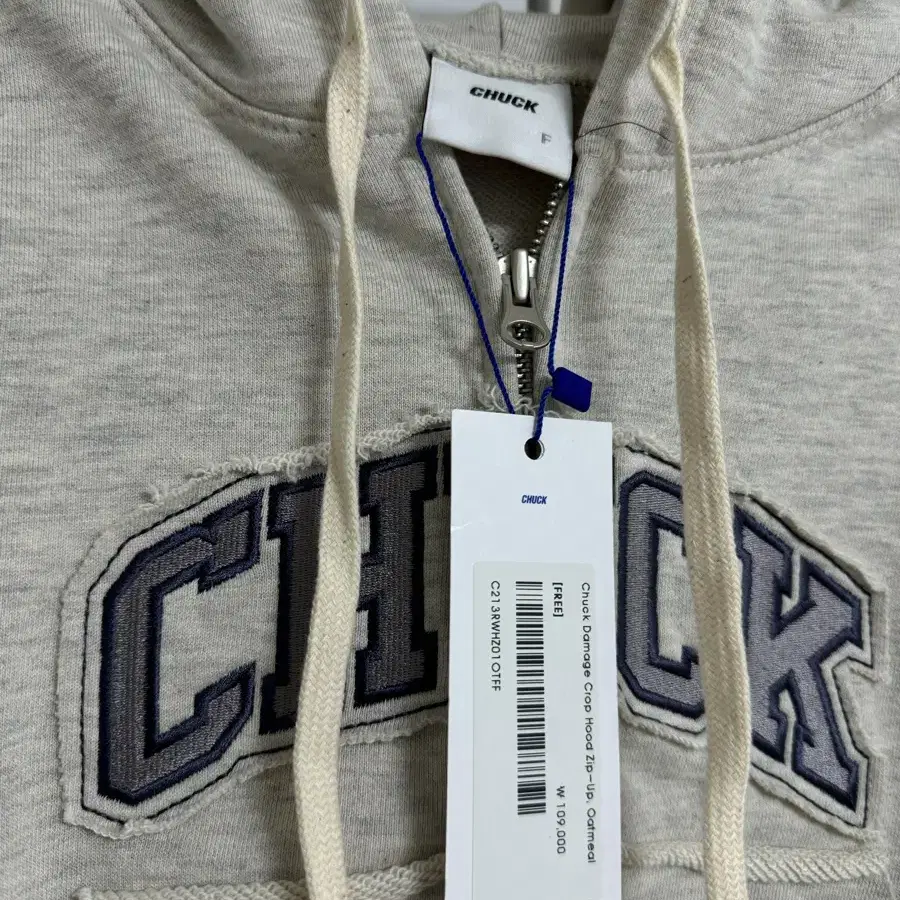 CHUCK
F
CHUCK
CH CK
Chuck Damage Crop Hood Zip-Up, Oatmeal
[FREE]
₩ 109,000
C213RWHZ01OTFF